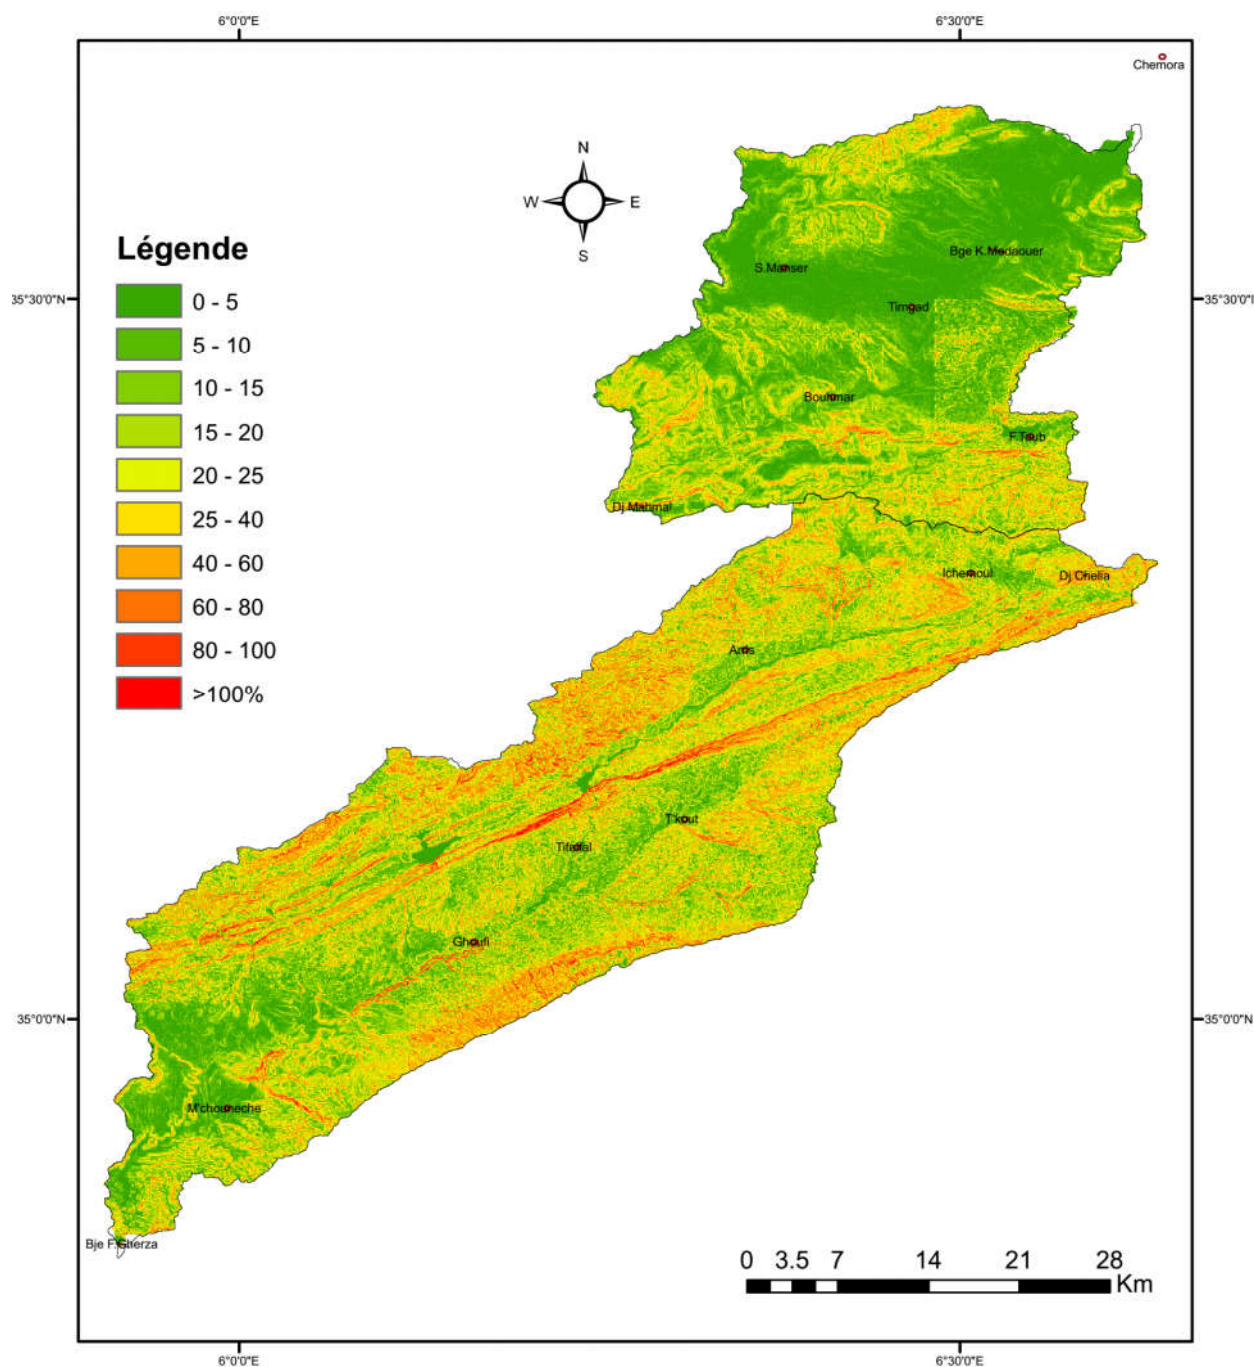 6°0'0"E
6°30'0"E
Chemora
N
W
E
S
Légende
0 - 5
5 - 10
10 - 15
15 - 20
20 - 25
25 - 40
40 - 60
60 - 80
80 - 100
>100%
Bge K.Medaouer
S.Manser
35°30'0"N
35°30'0"N
Timgad
Bouhmar
F.Toub
Dj Mahmal
Ichemoul
Dj Chelia
Aris
T'kout
Tifelfal
Ghoufi
35°0'0"N
35°0'0"N
M'chouneche
Bje F.Gherza
0 3.5 7 14 21 28
Km
6°0'0"E
6°30'0"E